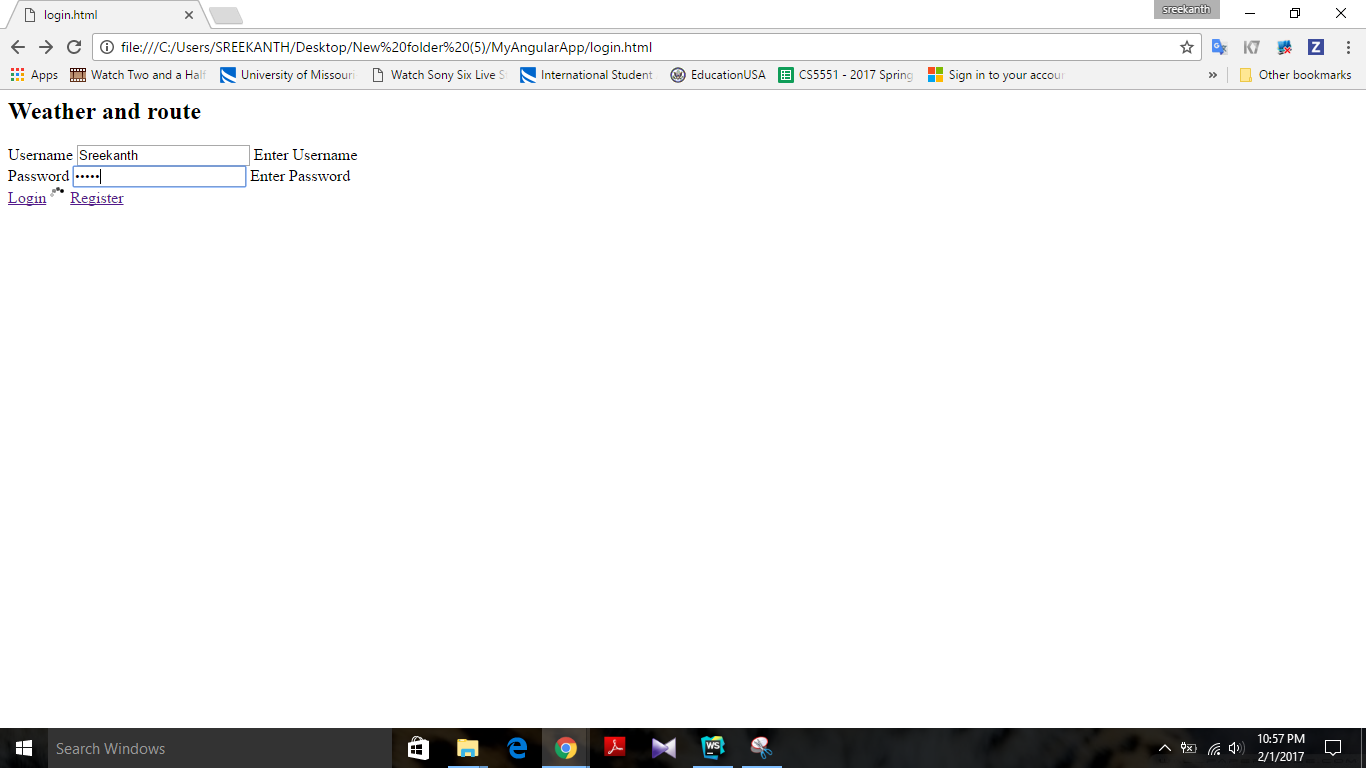 login.html
sreekanth
file:///C:/Users/SREEKANTH/Desktop/New%20folder%20(5)/MyAngularApp/login.html
K7
Z
Apps Watch Two and a Half University of Missouri Watch Sony Six Live S International Student EducationUSA CS5551 - 2017 Spring Sign in to your accour » Other bookmarks
Weather and route
Username Sreekanth Enter Username
Password ••••• Enter Password
Login Register
Search Windows
WS
10:57 PM
2/1/2017